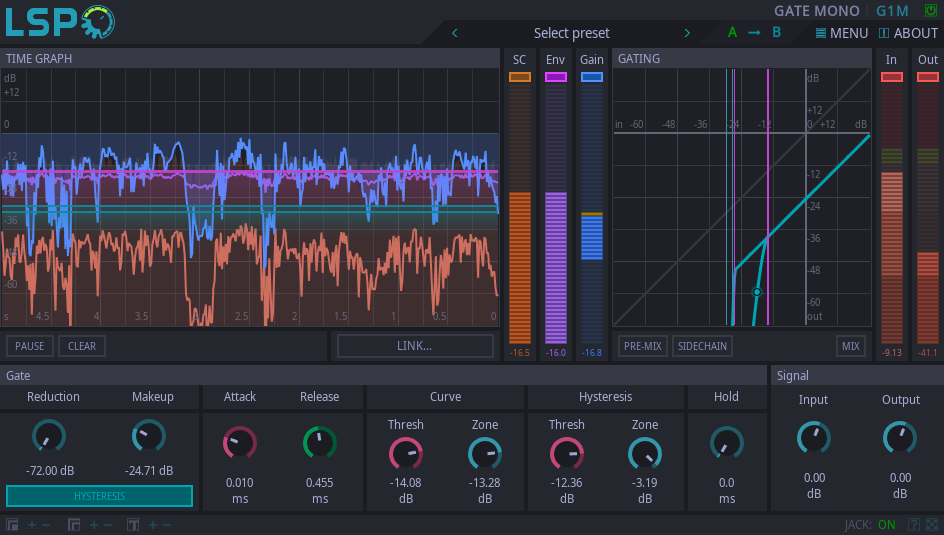 LSP
GATE MONO G1M
Select preset
A B
MENU ABOUT
TIME GRAPH
SC Env Gain
GATING
In Out
dB
+12
0
-12
-36
-60
s 4.5 4 3.5 2.5 2 1.5 1 0.5 0
dB
+12
in -60 -48 -36 -24 -12 0 +12 dB
-12
-24
-36
-48
-60
out
-16.5 -16.0 -16.8
-9.13 -41.1
PAUSE CLEAR
LINK...
PRE-MIX SIDECHAIN MIX
Gate
Signal
Reduction Makeup
Attack Release
Curve
Hysteresis
Hold
Input Output
Thresh Zone
Thresh Zone
-72.00 dB -24.71 dB
0.010 ms
0.455 ms
-14.08 dB
-13.28 dB
-12.36 dB
-3.19 dB
0.0 ms
0.00 dB
0.00 dB
HYSTERESIS
JACK: ON